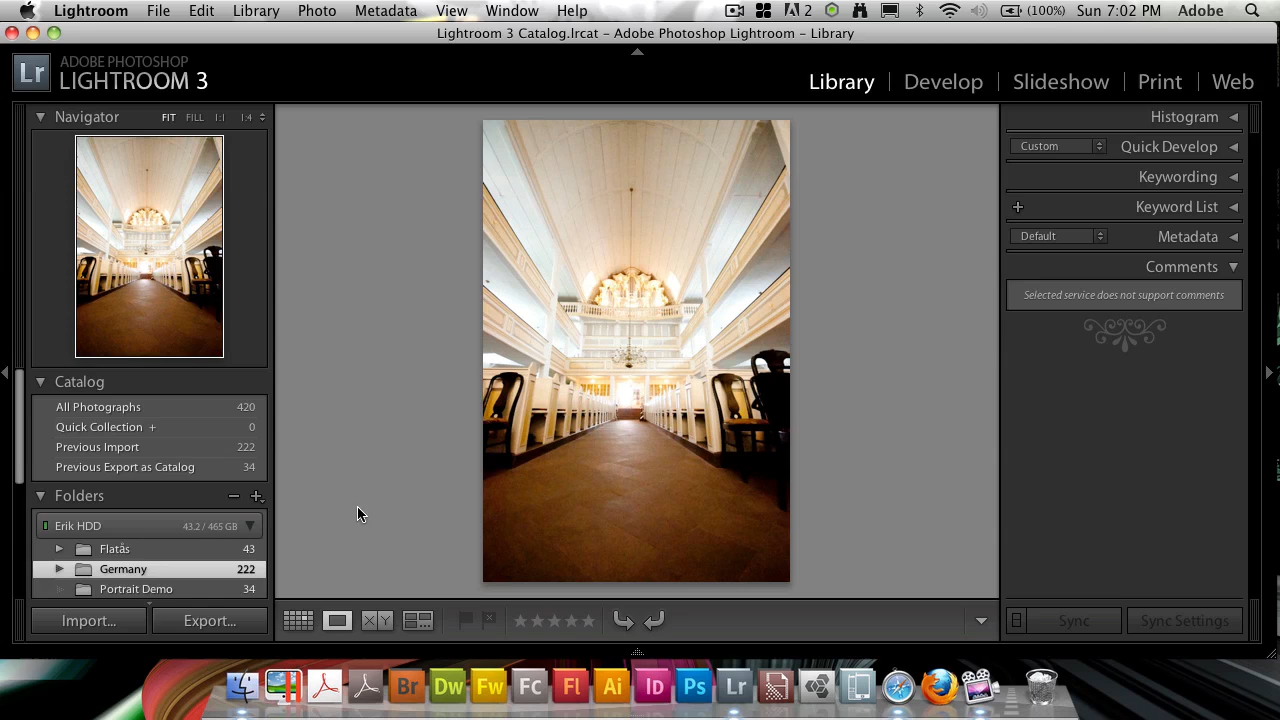 Lightroom File Edit Library Photo Metadata View Window Help 2 (100%) Sun 7:02 PM Adobe
Lightroom 3 Catalog.lrcat – Adobe Photoshop Lightroom – Library
Lr ADOBE PHOTOSHOP
LIGHTROOM 3
Library | Develop | Slideshow | Print | Web
Navigator FIT FILL 1:1 1:4
Catalog
All Photographs 420
Quick Collection + 0
Previous Import 222
Previous Export as Catalog 34
Folders
Erik HDD 43.2 / 465 GB
Flatås 43
Germany 222
Portrait Demo 34
Import... Export...
XY
Histogram
Custom Quick Develop
Keywording
Keyword List
Default Metadata
Comments
Selected service does not support comments
Sync Sync Settings
Br Dw Fw Fc Fl Ai Id Ps Lr